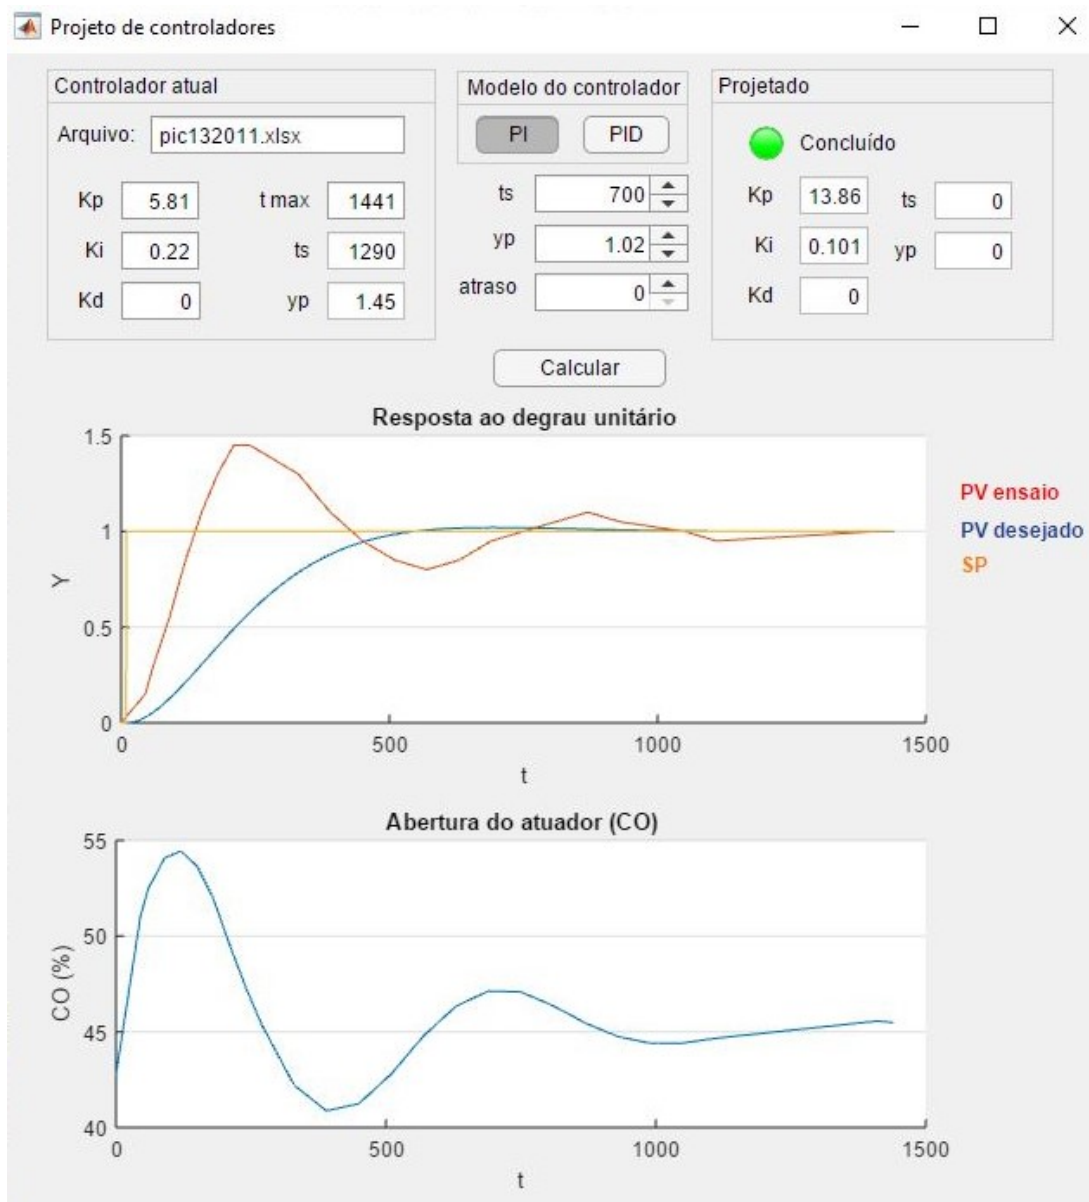 Projeto de controladores
Controlador atual
Arquivo: pic132011.xlsx
Kp 5.81 t max 1441
Ki 0.22 ts 1290
Kd 0 yp 1.45
Modelo do controlador
PI PID
ts 700
yp 1.02
atraso 0
Projetado
Concluído
Kp 13.86 ts 0
Ki 0.101 yp 0
Kd 0
Calcular
Resposta ao degrau unitário
1.5
1
0.5
0
Y
0 500 1000 1500
t
PV ensaio
PV desejado
SP
Abertura do atuador (CO)
55
50
45
40
CO (%)
0 500 1000 1500
t